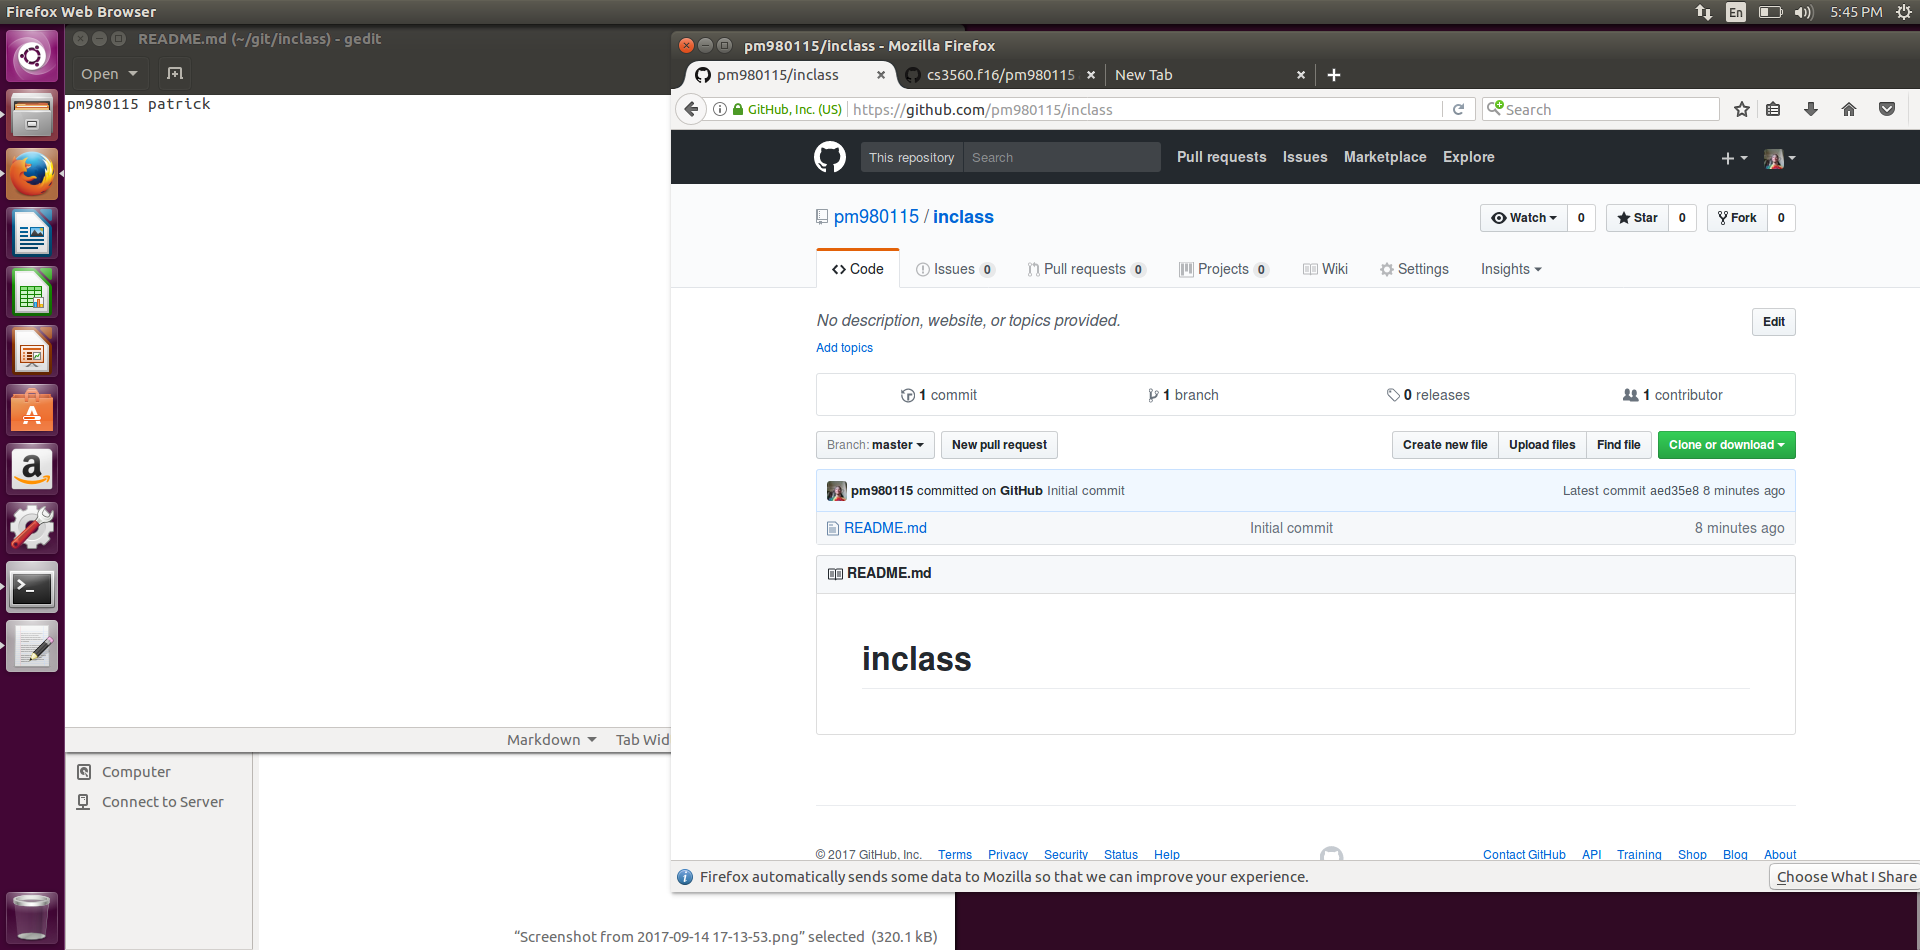 Firefox Web Browser
En
5:45 PM
README.md (~/git/inclass) - gedit
Open
pm980115 patrick
Markdown
Tab Wid
Computer
Connect to Server
“Screenshot from 2017-09-14 17-13-53.png” selected (320.1 kB)
pm980115/inclass - Mozilla Firefox
pm980115/inclass
cs3560.f16/pm980115
New Tab
GitHub, Inc. (US)
https://github.com/pm980115/inclass
Search
This repository
Search
Pull requests
Issues
Marketplace
Explore
pm980115 / inclass
Watch
0
Star
0
Fork
0
Code
Issues 0
Pull requests 0
Projects 0
Wiki
Settings
Insights
No description, website, or topics provided.
Edit
Add topics
1 commit
1 branch
0 releases
1 contributor
Branch: master
New pull request
Create new file
Upload files
Find file
Clone or download
pm980115 committed on GitHub Initial commit
Latest commit aed35e8 8 minutes ago
README.md
Initial commit
8 minutes ago
README.md
inclass
© 2017 GitHub, Inc.
Terms
Privacy
Security
Status
Help
Contact GitHub
API
Training
Shop
Blog
About
Firefox automatically sends some data to Mozilla so that we can improve your experience.
Choose What I Share